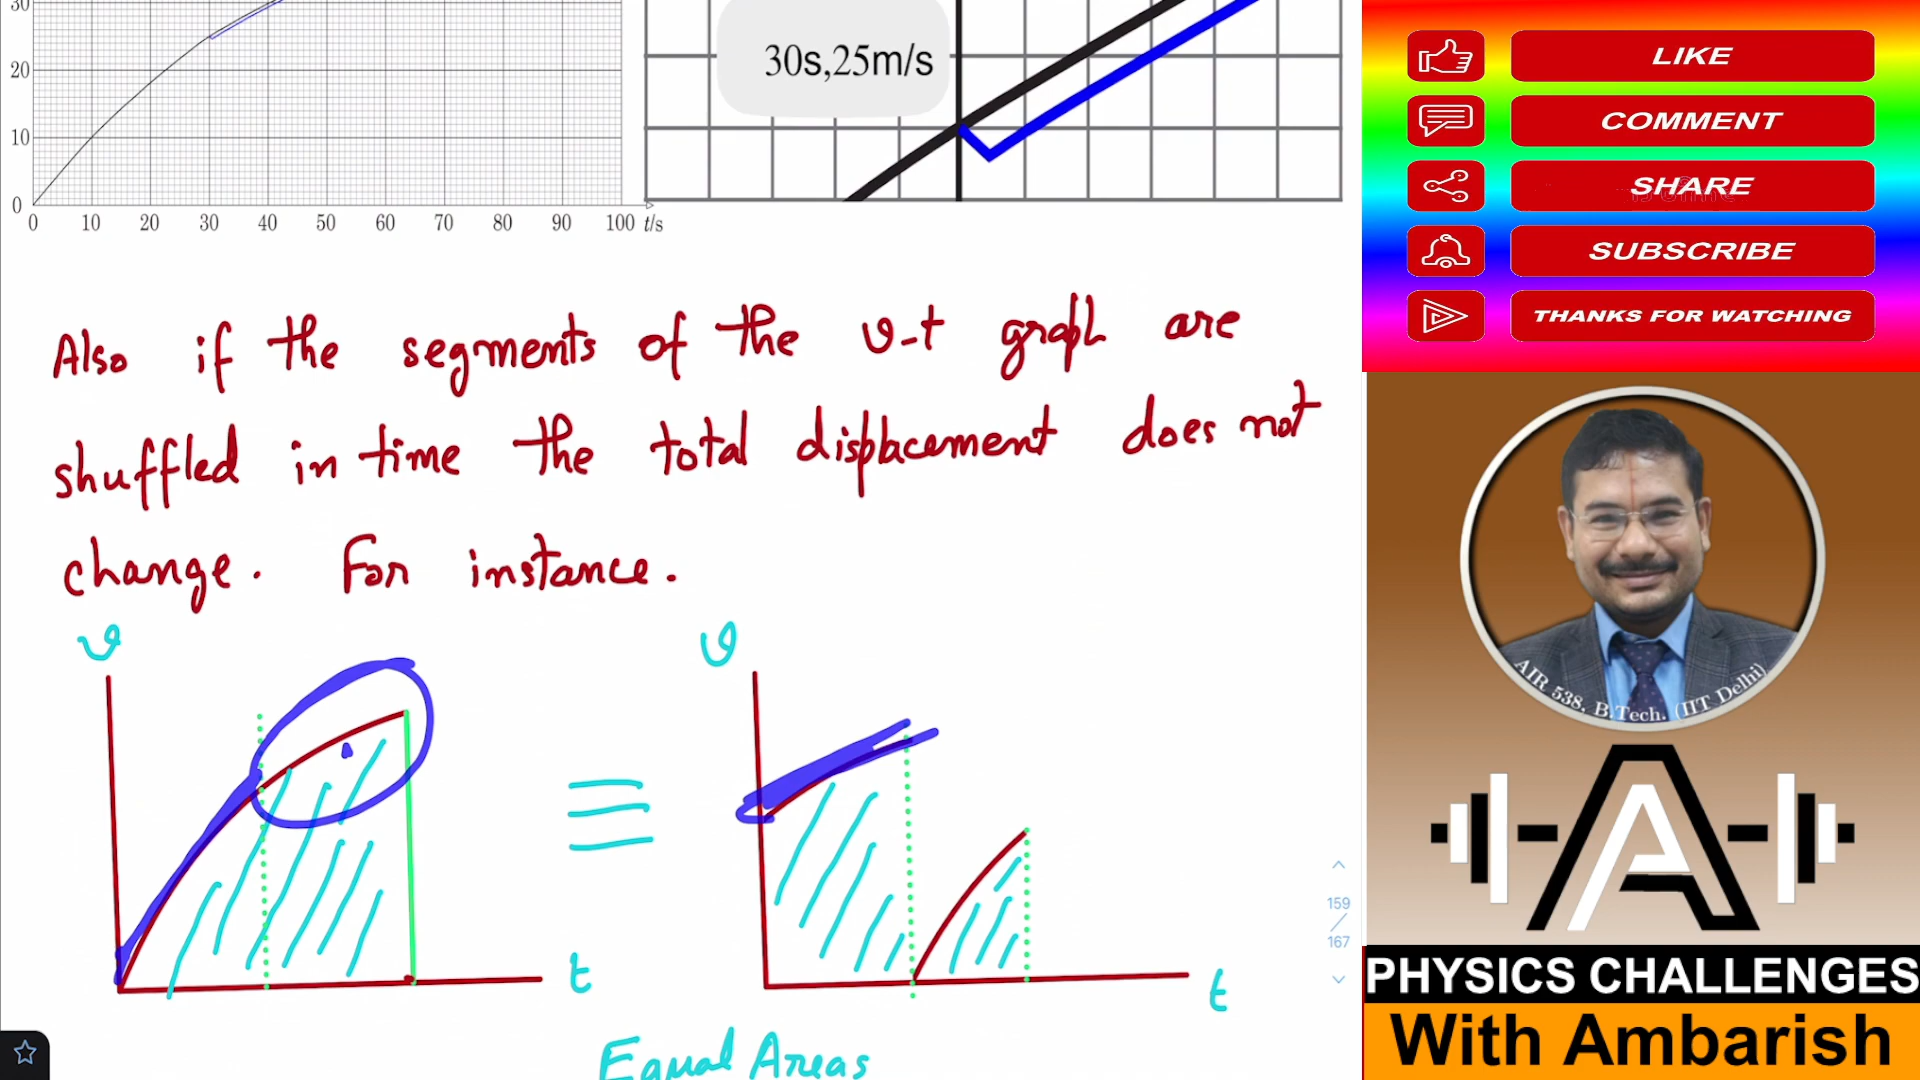 30
20
10
0
0 10 20 30 40 50 60 70 80 90 100 t/s
30s,25m/s
Also if the segments of the v-t graph are
shuffled in time the total displacement does not
change. For instance.
v
t
v
t
Equal Areas
159
167
LIKE
COMMENT
SHARE
SUBSCRIBE
THANKS FOR WATCHING
AIR 538, B.Tech. (IIT Delhi)
A
PHYSICS CHALLENGES
With Ambarish